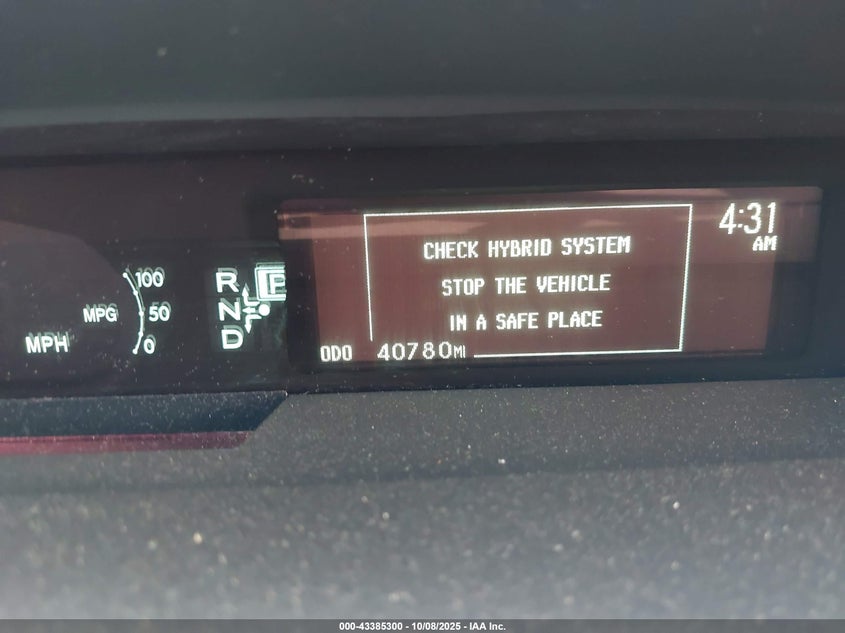 100
MPG 50
MPH 0
R P
N
D
4:31
AM
CHECK HYBRID SYSTEM
STOP THE VEHICLE
IN A SAFE PLACE
ODO 40780MI
000-43385300 - 10/08/2025 - IAA Inc.